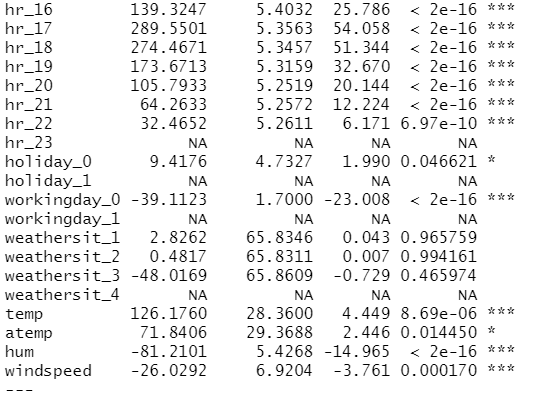 hr_16 139.3247 5.4032 25.786 < 2e-16 ***
hr_17 289.5501 5.3563 54.058 < 2e-16 ***
hr_18 274.4671 5.3457 51.344 < 2e-16 ***
hr_19 173.6713 5.3159 32.670 < 2e-16 ***
hr_20 105.7933 5.2519 20.144 < 2e-16 ***
hr_21 64.2633 5.2572 12.224 < 2e-16 ***
hr_22 32.4652 5.2611 6.171 6.97e-10 ***
hr_23 NA NA NA NA
holiday_0 9.4176 4.7327 1.990 0.046621 *
holiday_1 NA NA NA NA
workingday_0 -39.1123 1.7000 -23.008 < 2e-16 ***
workingday_1 NA NA NA NA
weathersit_1 2.8262 65.8346 0.043 0.965759
weathersit_2 0.4817 65.8311 0.007 0.994161
weathersit_3 -48.0169 65.8609 -0.729 0.465974
weathersit_4 NA NA NA NA
temp 126.1760 28.3600 4.449 8.69e-06 ***
atemp 71.8406 29.3688 2.446 0.014450 *
hum -81.2101 5.4268 -14.965 < 2e-16 ***
windspeed -26.0292 6.9204 -3.761 0.000170 ***
---